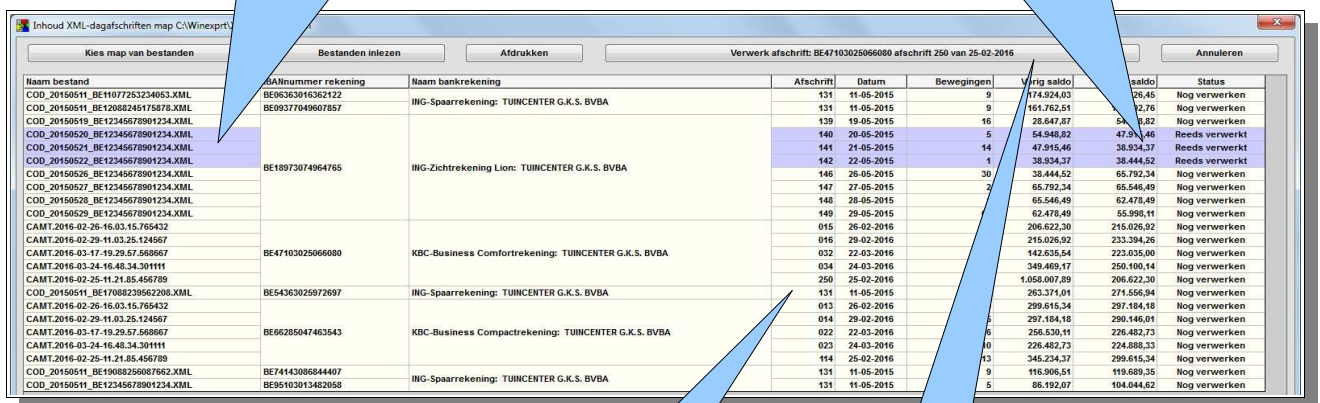 Inhoud XML-dagafschriften map C:\Winexprt\
Kies map van bestanden Bestanden inlezen Afdrukken Verwerk afschrift: BE47103025066080 afschrift 250 van 25-02-2016 Annuleren
Naam bestand IBANnummer rekening Naam bankrekening Afschrift Datum Bewegingen Vorig saldo saldo Status
COD_20150511_BE11077253234053.XML BE06363016362122 ING-Spaarrekening: TUINCENTER G.K.S. BVBA 131 11-05-2015 9 174.924,03 26,45 Nog verwerken
COD_20150511_BE12088245175878.XML BE09377049607857 131 11-05-2015 9 161.762,51 Nog verwerken
COD_20150519_BE12345678901234.XML 139 19-05-2015 16 28.647,87 Nog verwerken
COD_20150520_BE12345678901234.XML 140 20-05-2015 5 54.948,82 47.915,46 Reeds verwerkt
COD_20150521_BE12345678901234.XML 141 21-05-2015 14 47.915,46 38.934,37 Reeds verwerkt
COD_20150522_BE12345678901234.XML BE18973074964765 ING-Zichtrekening Lion: TUINCENTER G.K.S. BVBA 142 22-05-2015 1 38.934,37 38.444,52 Reeds verwerkt
COD_20150526_BE12345678901234.XML 146 26-05-2015 30 38.444,52 65.792,34 Nog verwerken
COD_20150527_BE12345678901234.XML 147 27-05-2015 2 65.792,34 65.546,49 Nog verwerken
COD_20150528_BE12345678901234.XML 148 28-05-2015 65.546,49 62.478,49 Nog verwerken
COD_20150529_BE12345678901234.XML 149 29-05-2015 62.478,49 55.998,11 Nog verwerken
CAMT.2016-02-26-16.03.15.765432 015 26-02-2016 206.622,30 215.026,92 Nog verwerken
CAMT.2016-02-29-11.03.25.124567 016 29-02-2016 215.026,92 233.394,26 Nog verwerken
CAMT.2016-03-17-19.29.57.568667 BE47103025066080 KBC-Business Comfortrekening: TUINCENTER G.K.S. BVBA 032 22-03-2016 142.635,54 223.035,00 Nog verwerken
CAMT.2016-03-24-16.48.34.301111 034 24-03-2016 349.469,17 250.100,14 Nog verwerken
CAMT.2016-02-25-11.21.85.456789 250 25-02-2016 1.058.007,89 206.622,30 Nog verwerken
COD_20150511_BE17088239562208.XML BE54363025972697 ING-Spaarrekening: TUINCENTER G.K.S. BVBA 131 11-05-2015 263.371,01 271.556,94 Nog verwerken
CAMT.2016-02-26-16.03.15.765432 013 26-02-2016 299.615,34 297.184,18 Nog verwerken
CAMT.2016-02-29-11.03.25.124567 014 29-02-2016 297.184,18 290.146,01 Nog verwerken
CAMT.2016-03-17-19.29.57.568667 BE66285047463543 KBC-Business Compactrekening: TUINCENTER G.K.S. BVBA 022 22-03-2016 6 256.530,11 226.482,73 Nog verwerken
CAMT.2016-03-24-16.48.34.301111 023 24-03-2016 10 226.482,73 224.888,33 Nog verwerken
CAMT.2016-02-25-11.21.85.456789 114 25-02-2016 13 345.234,37 299.615,34 Nog verwerken
COD_20150511_BE19088256087662.XML BE74143086844407 ING-Spaarrekening: TUINCENTER G.K.S. BVBA 131 11-05-2015 9 116.906,51 119.689,35 Nog verwerken
COD_20150511_BE12345678901234.XML BE95103013482058 131 11-05-2015 5 86.192,07 104.044,62 Nog verwerken